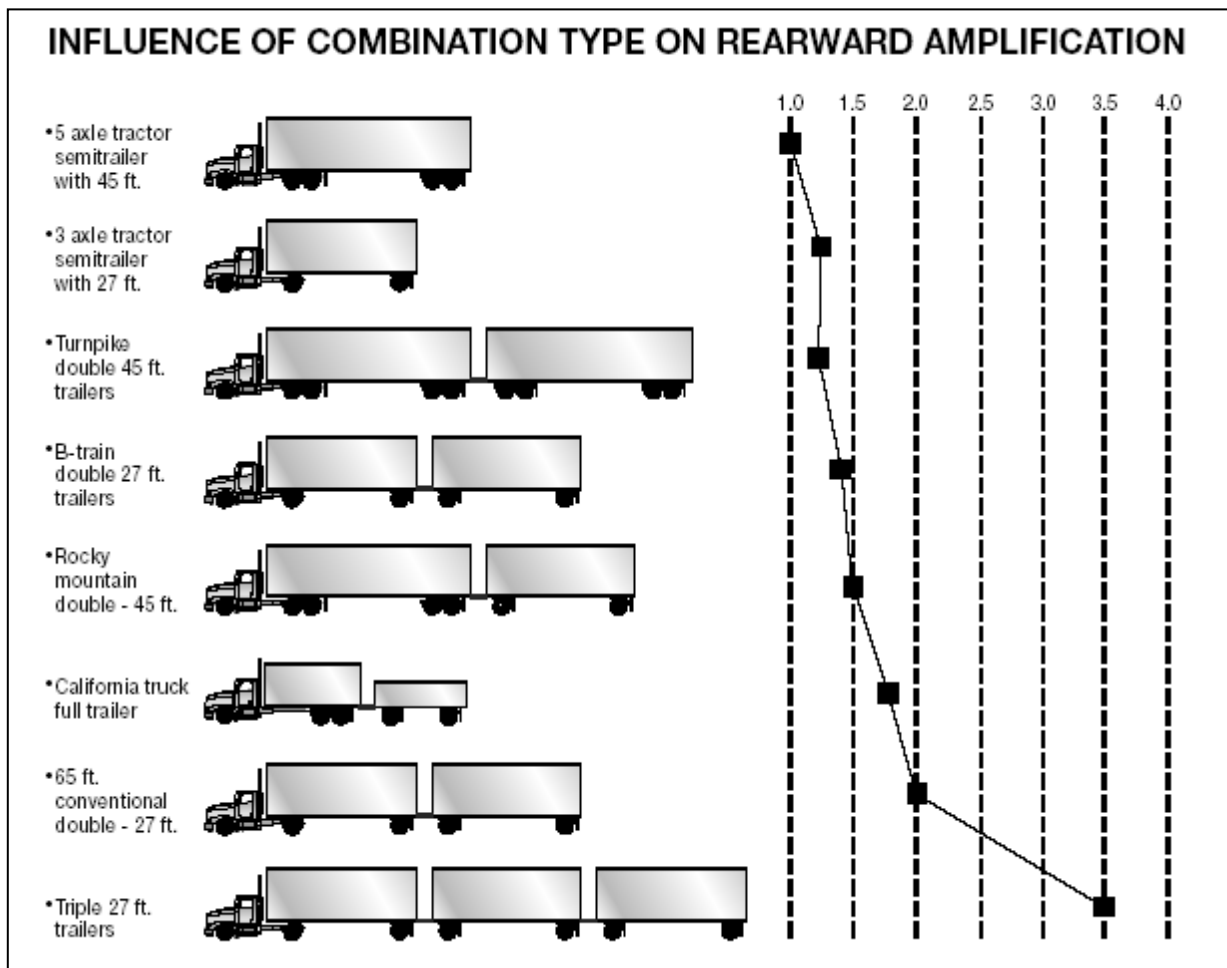 INFLUENCE OF COMBINATION TYPE ON REARWARD AMPLIFICATION
1.0 1.5 2.0 2.5 3.0 3.5 4.0
•5 axle tractor
semitrailer
with 45 ft.
•3 axle tractor
semitrailer
with 27 ft.
•Turnpike
double 45 ft.
trailers
•B-train
double 27 ft.
trailers
•Rocky
mountain
double - 45 ft.
•California truck
full trailer
•65 ft.
conventional
double - 27 ft.
•Triple 27 ft.
trailers